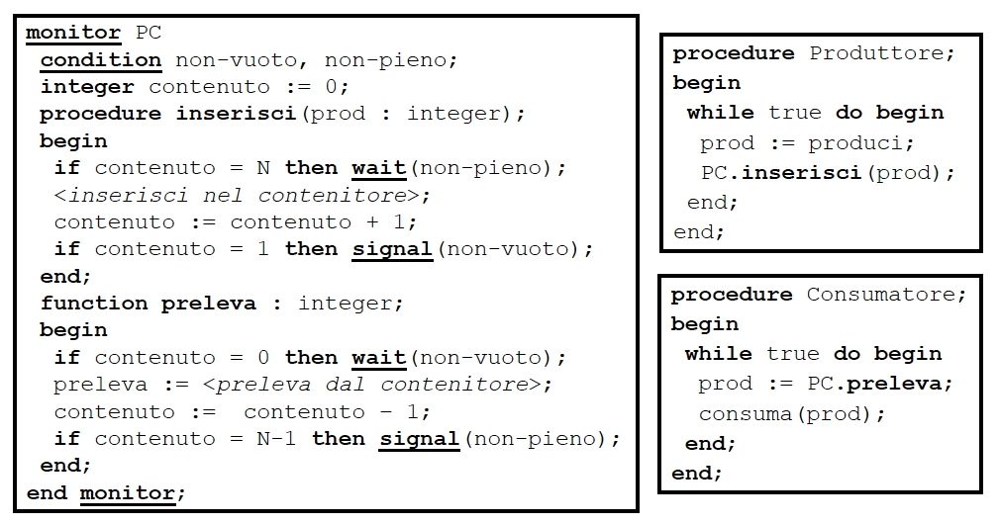 monitor PC
condition non-vuoto, non-pieno;
integer contenuto := 0;
procedure inserisci(prod : integer);
begin
if contenuto = N then wait(non-pieno);
<inserisci nel contenitore>;
contenuto := contenuto + 1;
if contenuto = 1 then signal(non-vuoto);
end;
function preleva : integer;
begin
if contenuto = 0 then wait(non-vuoto);
preleva := <preleva dal contenitore>;
contenuto := contenuto – 1;
if contenuto = N-1 then signal(non-pieno);
end;
end monitor;
procedure Produttore;
begin
while true do begin
prod := produci;
PC.inserisci(prod);
end;
end;
procedure Consumatore;
begin
while true do begin
prod := PC.preleva;
consuma(prod);
end;
end;